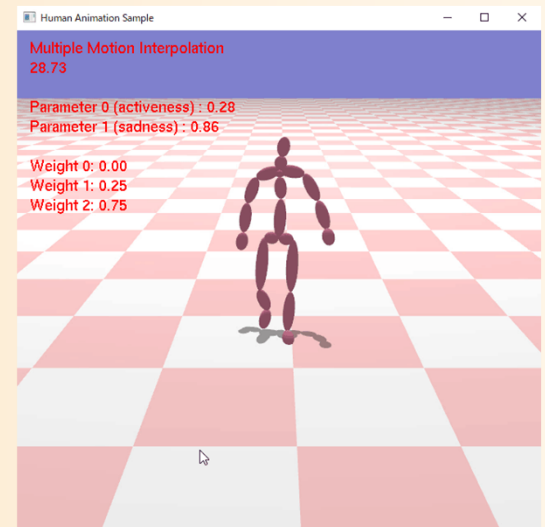 Human Animation Sample
Multiple Motion Interpolation
28.73
Parameter 0 (activeness) : 0.28
Parameter 1 (sadness) : 0.86
Weight 0: 0.00
Weight 1: 0.25
Weight 2: 0.75